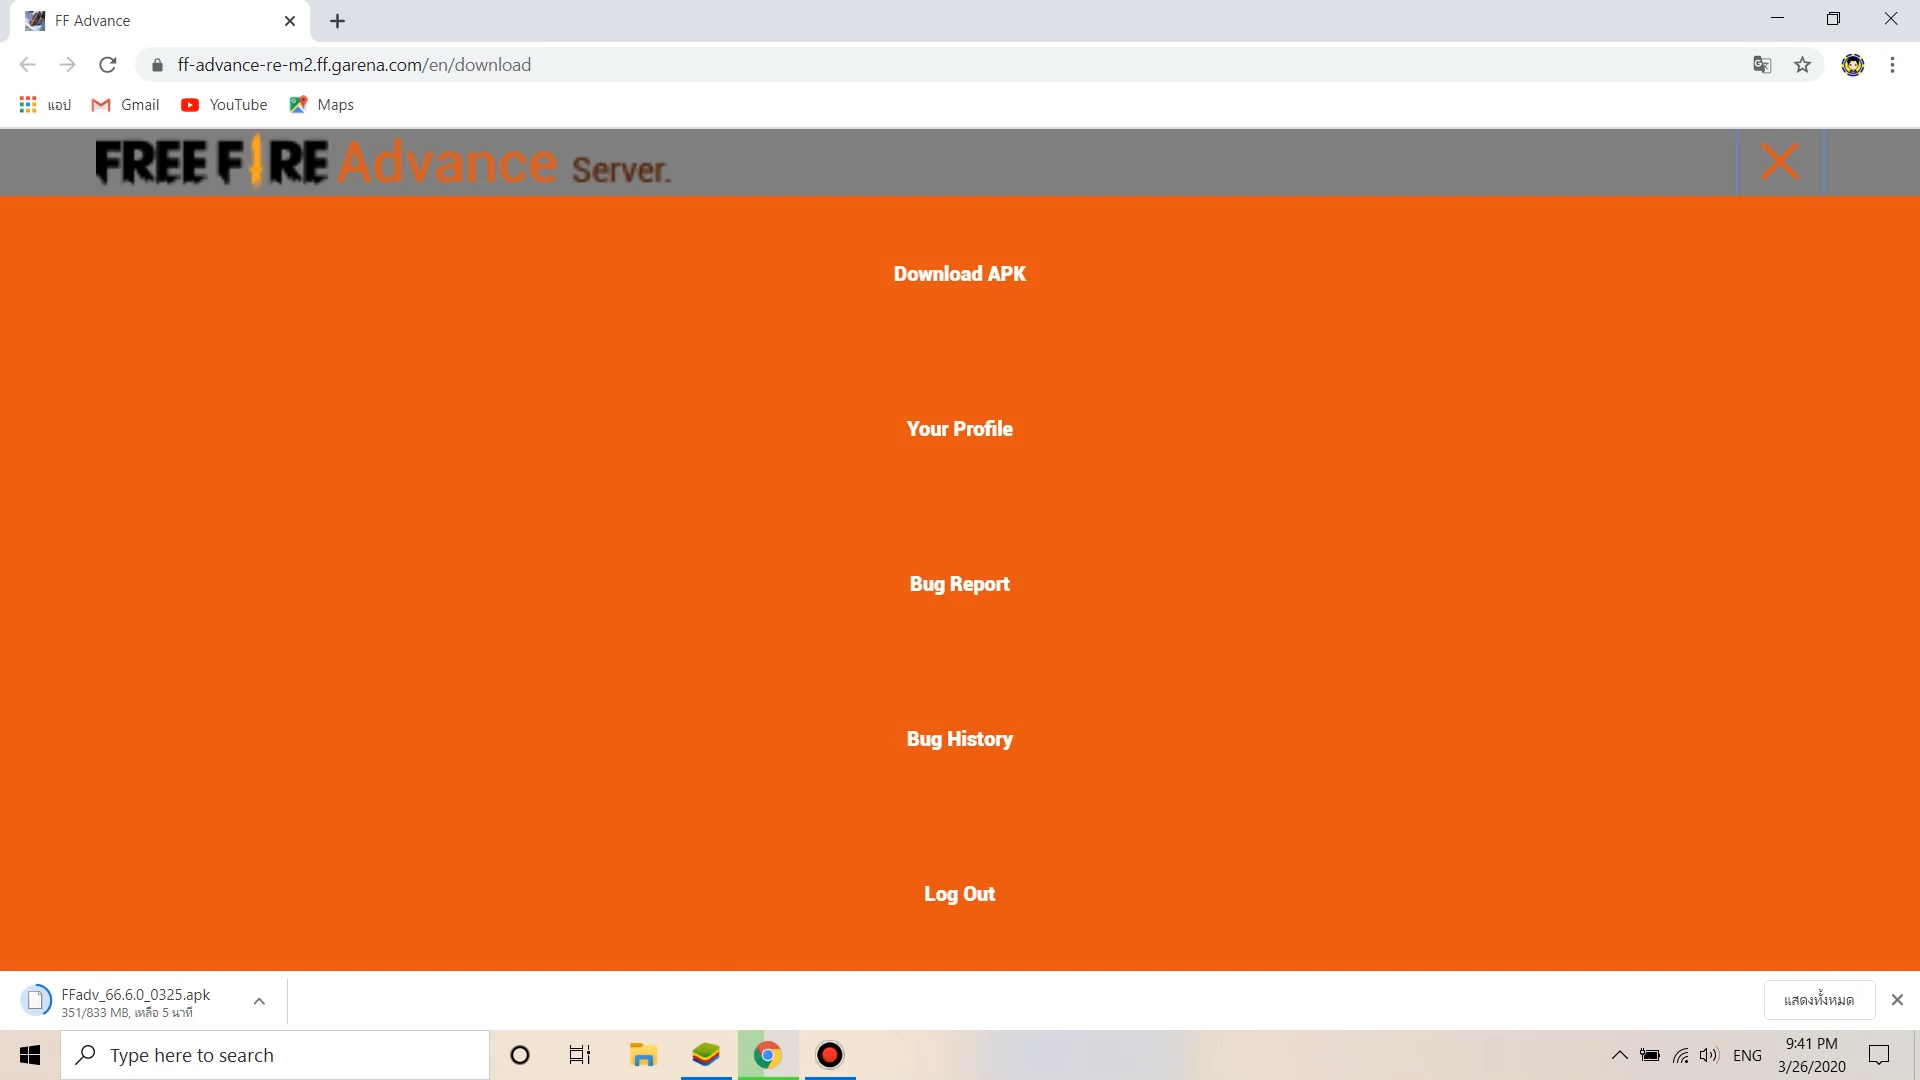 FF Advance
ff-advance-re-m2.ff.garena.com/en/download
แอป Gmail YouTube Maps
FREE FIRE Advance Server.
Download APK
Your Profile
Bug Report
Bug History
Log Out
FFadv_66.6.0_0325.apk
351/833 MB, เหลือ 5 นาที
แสดงทั้งหมด
Type here to search
ENG
9:41 PM
3/26/2020